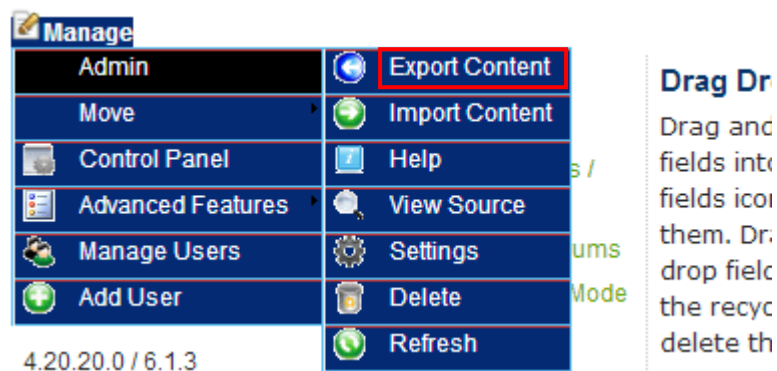 Manage
Admin
Move
Control Panel
Advanced Features
Manage Users
Add User
Export Content
Import Content
Help
View Source
Settings
Delete
Refresh
s /
ums
Mode
4.20.20.0 / 6.1.3
Drag Dr
Drag and
fields into
fields ico
them. Dr
drop field
the recyc
delete th